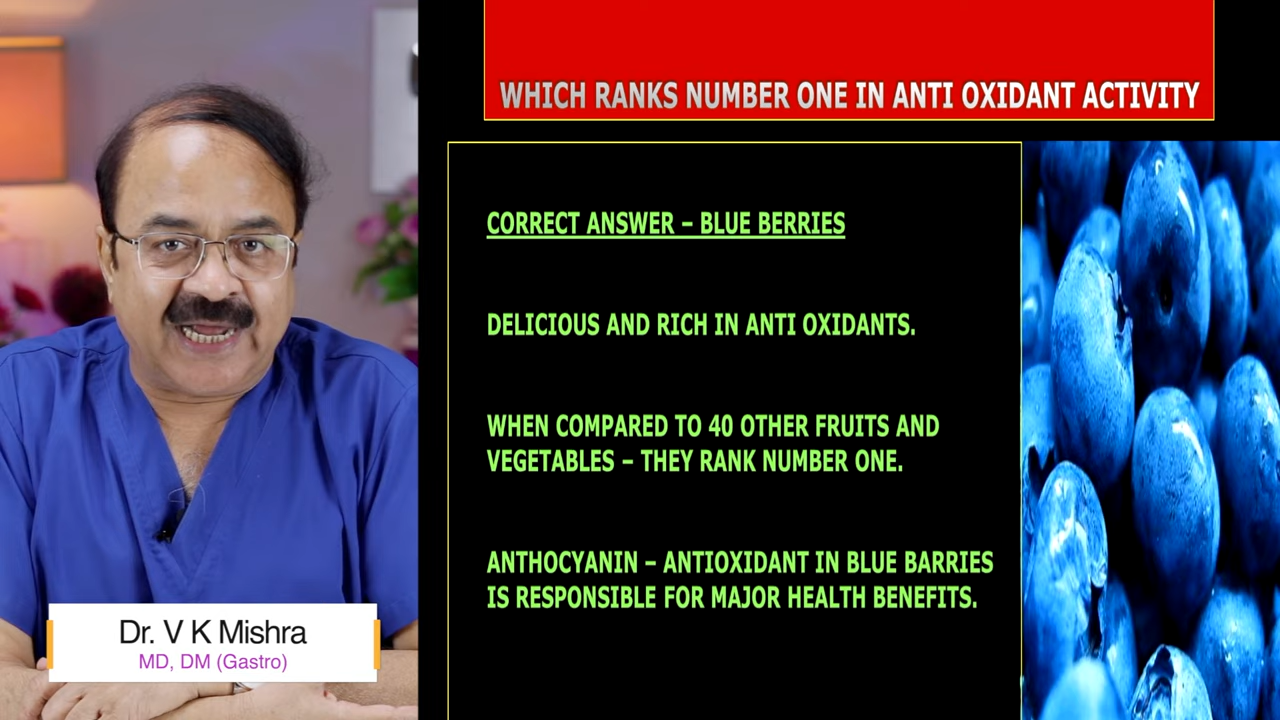 WHICH RANKS NUMBER ONE IN ANTI OXIDANT ACTIVITY
CORRECT ANSWER – BLUE BERRIES
DELICIOUS AND RICH IN ANTI OXIDANTS.
WHEN COMPARED TO 40 OTHER FRUITS AND
VEGETABLES – THEY RANK NUMBER ONE.
ANTHOCYANIN – ANTIOXIDANT IN BLUE BARRIES
IS RESPONSIBLE FOR MAJOR HEALTH BENEFITS.
Dr. V K Mishra
MD, DM (Gastro)